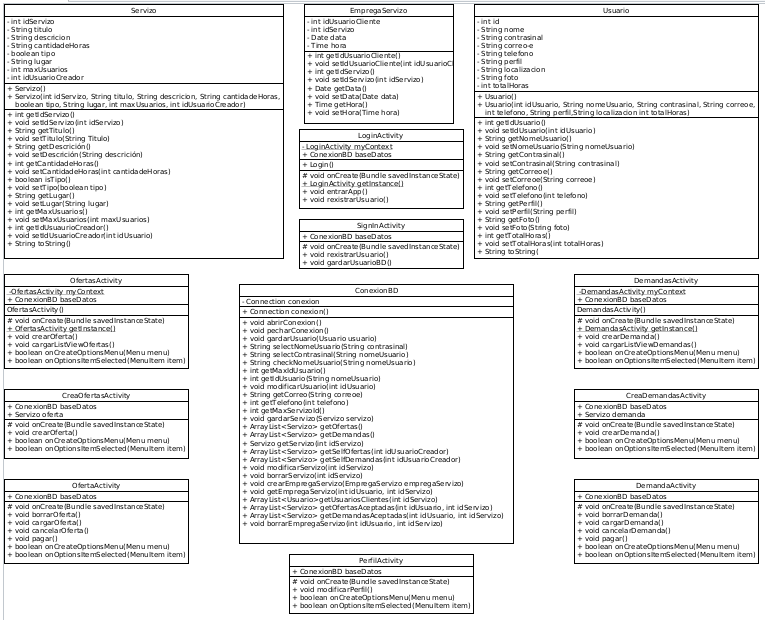 Servizo
- int idServizo
- String titulo
- String descricion
- String cantidadeHoras
- boolean tipo
- String lugar
- int maxUsuarios
- int idUsuarioCreador
+ Servizo()
+ Servizo(int idServizo, String titulo, String descricion, String cantidadeHoras,
boolean tipo, String lugar, int maxUsuarios, int idUsuarioCreador)
+ int getIdServizo()
+ void setIdServizo(int idServizo)
+ String getTitulo()
+ void setTitulo(String Titulo)
+ String getDescrición()
+ void setDescrición(String descrición)
+ int getCantidadeHoras()
+ void setCantidadeHoras(int cantidadeHoras)
+ boolean isTipo()
+ void setTipo(boolean tipo)
+ String getLugar()
+ void setLugar(String lugar)
+ int getMaxUsuarios()
+ void setMaxUsuarios(int maxUsuarios)
+ int getIdUsuaurioCreador()
+ void setIdUsuarioCreador(int idUsuario)
+ String toString()
EmpregaServizo
- int idUsuarioCliente
- int idServizo
- Date data
- Time hora
+ int getIdUsuarioCliente()
+ void setIdUsuarioCliente(int idUsuarioCl
+ int getIdServizo()
+ void setIdServizo(int idServizo)
+ Date getData()
+ void setData(Date data)
+ Time getHora()
+ void setHora(Time hora)
LoginActivity
- LoginActivity myContext
+ ConexionBD baseDatos
+ Login()
# void onCreate(Bundle savedInstanceState)
+ LoginActivity getInstance()
+ void entrarApp()
+ void rexistrarUsuario()
SignInActivity
+ ConexionBD baseDatos
# void onCreate(Bundle savedInstanceState)
+ void rexistrarUsuario()
+ void gardarUsuarioBD()
Usuario
- int id
- String nome
- String contrasinal
- String correo-e
- String telefono
- String perfil
- String localizacion
- String foto
- int totalHoras
+ Usuario()
+ Usuario(int idUsuario, String nomeUsuario, String contrasinal, String correoe,
int telefono, String perfil,String localizacion int totalHoras)
+ int getIdUsuario()
+ void setIdUsuario(int idUsuario)
+ String getNomeUsuario()
+ void setNomeUsuario(String nomeUsuario)
+ String getContrasinal()
+ void setContrasinal(String contrasinal)
+ String getCorreoe()
+ void setCorreoe(String correoe)
+ int getTelefono()
+ void setTelefono(int telefono)
+ String getPerfil()
+ void setPerfil(String perfil)
+ String getFoto()
+ void setFoto(String foto)
+ int getTotalHoras()
+ void setTotalHoras(int totalHoras)
+ String toString(
OfertasActivity
-OfertasActivity myContext
+ ConexionBD baseDatos
OfertasActivity()
# void onCreate(Bundle savedInstanceState)
+ OfertasActivity getInstance()
+ void crearOferta()
+ void cargarListViewOfertas()
+ boolean onCreateOptionsMenu(Menu menu)
+ boolean onOptionItemSelected(MenuItem item)
CreaOfertasActivity
+ ConexionBD baseDatos
+ Servizo oferta
# void onCreate(Bundle savedInstanceState)
+ void crearOferta()
+ boolean onCreateOptionsMenu(Menu menu)
+ boolean onOptionsItemSelected(MenuItem item)
OfertaActivity
+ ConexionBD baseDatos
# void onCreate(Bundle savedInstanceState)
+ void borrarOferta()
+ void cargarOferta()
+ void cancelarOferta()
+ void pagar()
+ boolean onCreateOptionsMenu(Menu menu)
+ boolean onOptionsItemSelected(MenuItem item)
ConexionBD
- Connection conexion
+ Connection conexion()
+ void abrirConexion()
+ void pecharConexion()
+ void gardarUsuario(Usuario usuario)
+ String selectNomeUsuario(String contrasinal)
+ String selectContrasinal(String nomeUsuario)
+ String checkNomeUsuario(String nomeUsuario)
+ int getMaxIdUsuario()
+ int getIdUsuario(String nomeUsuario)
+ void modificarUsuario(int idUsuario)
+ String getCorreo(String correoe)
+ int getTelefono(int telefono)
+ int getMaxServizoId()
+ void gardarServizo(Servizo servizo)
+ ArrayList<Servizo> getOfertas()
+ ArrayList<Servizo> getDemandas()
+ Servizo getServizo(int idServizo)
+ ArrayList<Servizo> getSelfOfertas(int idUsuarioCreador)
+ ArrayList<Servizo> getSelfDemandas(int idUsuarioCreador)
+ void modificarServizo(int idServizo)
+ void borrarServizo(int idServizo)
+ void crearEmpregaServizo(EmpregaServizo empregaServizo)
+ void getEmpregaServizo(int idUsuario, int idServizo)
+ ArrayList<Usuario>getUsuariosClientes(int idServizo)
+ ArrayList<Servizo> getOfertasAceptadas(int idUsuario, int idServizo)
+ ArrayList<Servizo> getDemandasAceptadas(int idUsuario, int idServizo)
+ void borrarEmpregaServizo(int idUsuario, int idServizo)
PerfilActivity
+ ConexionBD baseDatos
# void onCreate(Bundle savedInstanceState)
+ void modificarPerfil()
+ boolean onCreateOptionsMenu(Menu menu)
+ boolean onOptionsItemSelected(MenuItem item)
DemandasActivity
-DemandasActivity myContext
+ ConexionBD baseDatos
DemandasActivity()
# void onCreate(Bundle savedInstanceState)
+ DemandasActivity getInstance()
+ void crearDemanda()
+ void cargarListViewDemandas()
+ boolean onCreateOptionsMenu(Menu menu)
+ boolean onOptionItemSelected(MenuItem item)
CreaDemandasActivity
+ ConexionBD baseDatos
+ Servizo demanda
# void onCreate(Bundle savedInstanceState)
+ void crearDemanda()
+ boolean onCreateOptionsMenu(Menu menu)
+ boolean onOptionsItemSelected(MenuItem item)
DemandaActivity
+ ConexionBD baseDatos
# void onCreate(Bundle savedInstanceState)
+ void borrarDemanda()
+ void cargarDemanda()
+ void cancelarDemanda()
+ void pagar()
+ boolean onCreateOptionsMenu(Menu menu)
+ boolean onOptionsItemSelected(MenuItem item)